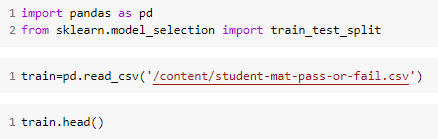 1 import pandas as pd
2 from sklearn.model_selection import train_test_split
1 train=pd.read_csv('/content/student-mat-pass-or-fail.csv')
1 train.head()